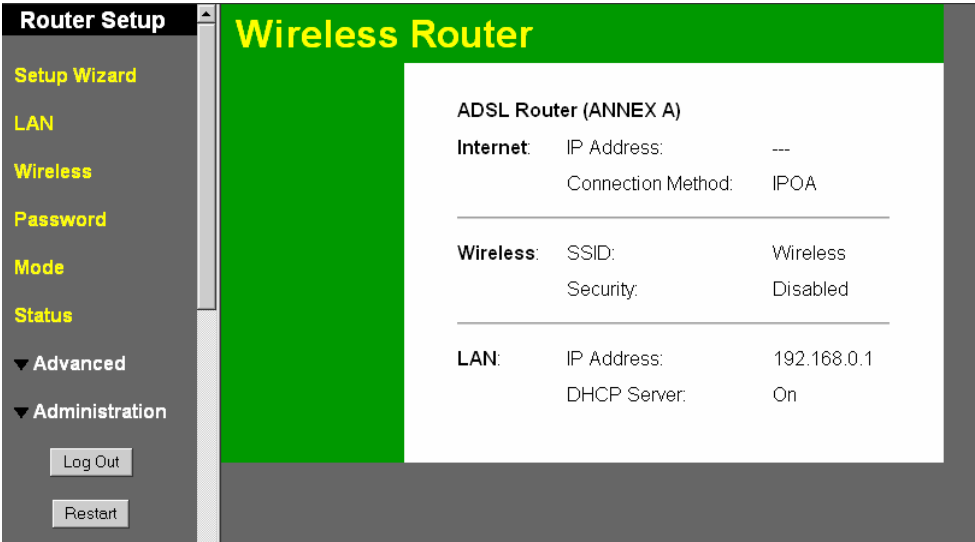 Router Setup
Setup Wizard
LAN
Wireless
Password
Mode
Status
Advanced
Administration
Log Out
Restart
Wireless Router
ADSL Router (ANNEX A)
Internet: IP Address: ---
Connection Method: IPOA
Wireless: SSID: Wireless
Security: Disabled
LAN: IP Address: 192.168.0.1
DHCP Server: On